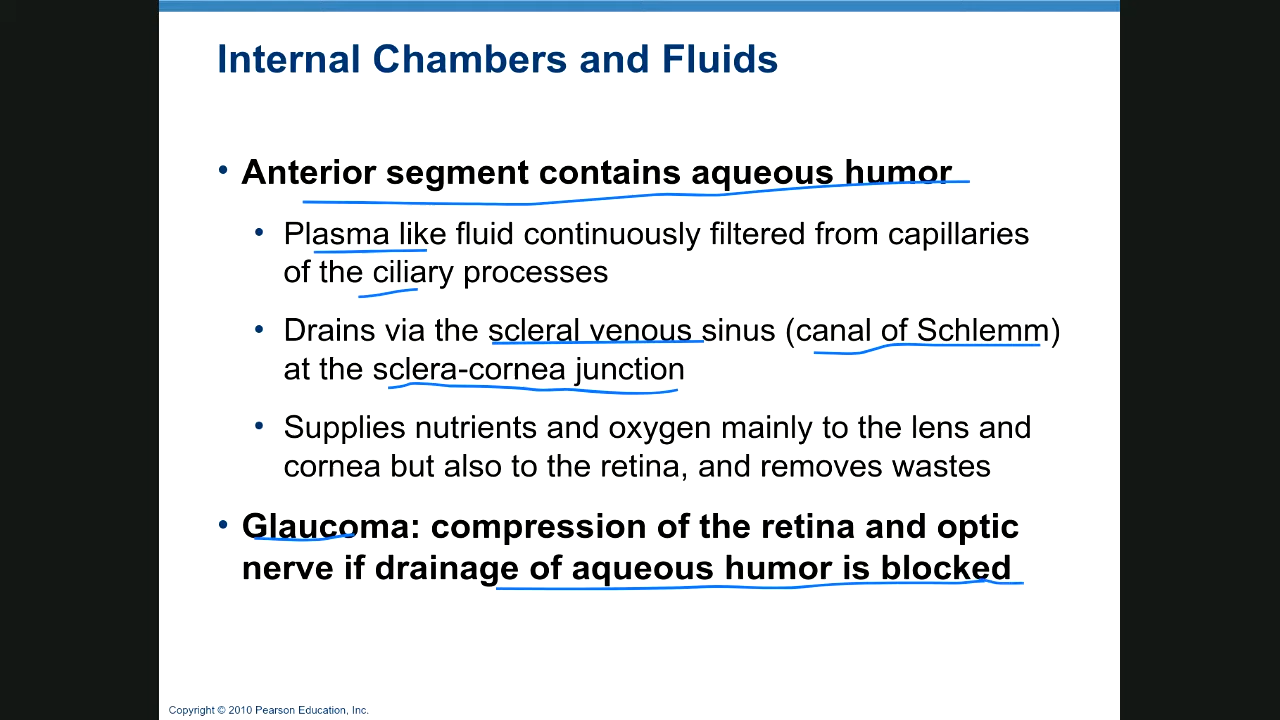 Internal Chambers and Fluids
• Anterior segment contains aqueous humor
• Plasma like fluid continuously filtered from capillaries
of the ciliary processes
• Drains via the scleral venous sinus (canal of Schlemm)
at the sclera-cornea junction
• Supplies nutrients and oxygen mainly to the lens and
cornea but also to the retina, and removes wastes
• Glaucoma: compression of the retina and optic
nerve if drainage of aqueous humor is blocked
Copyright © 2010 Pearson Education, Inc.